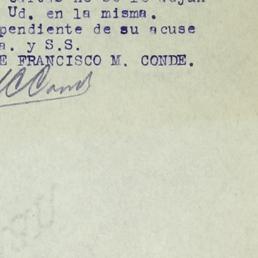 Ud. en la misma.
pendiente de su acuse
a. y S.S.
E FRANCISCO M. CONDE.